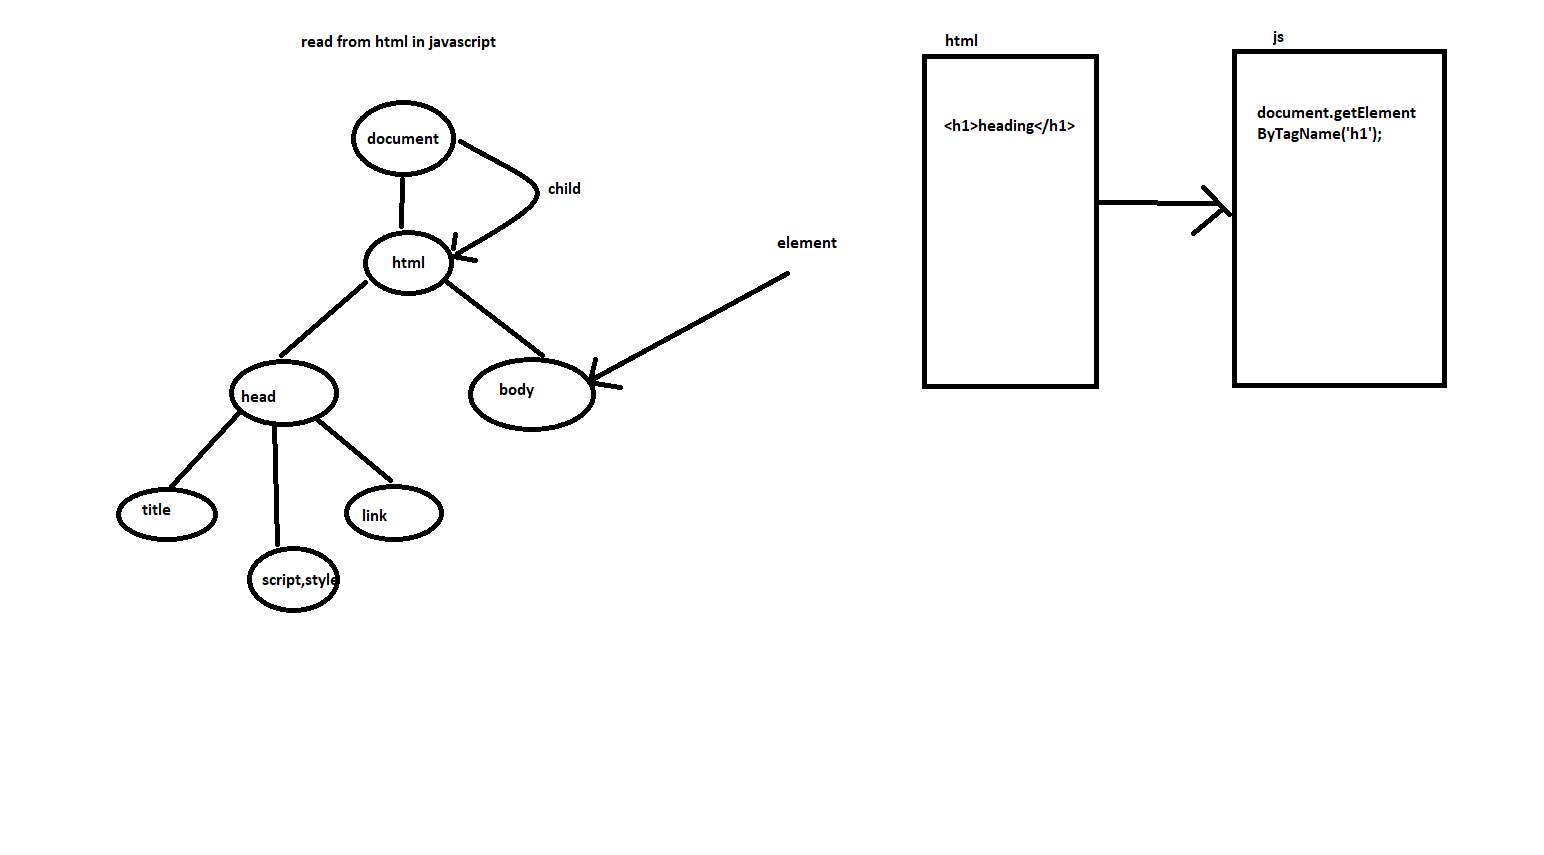 read from html in javascript
document
child
html
element
head
body
title
link
script,style
html
<h1>heading</h1>
js
document.getElement
ByTagName('h1');